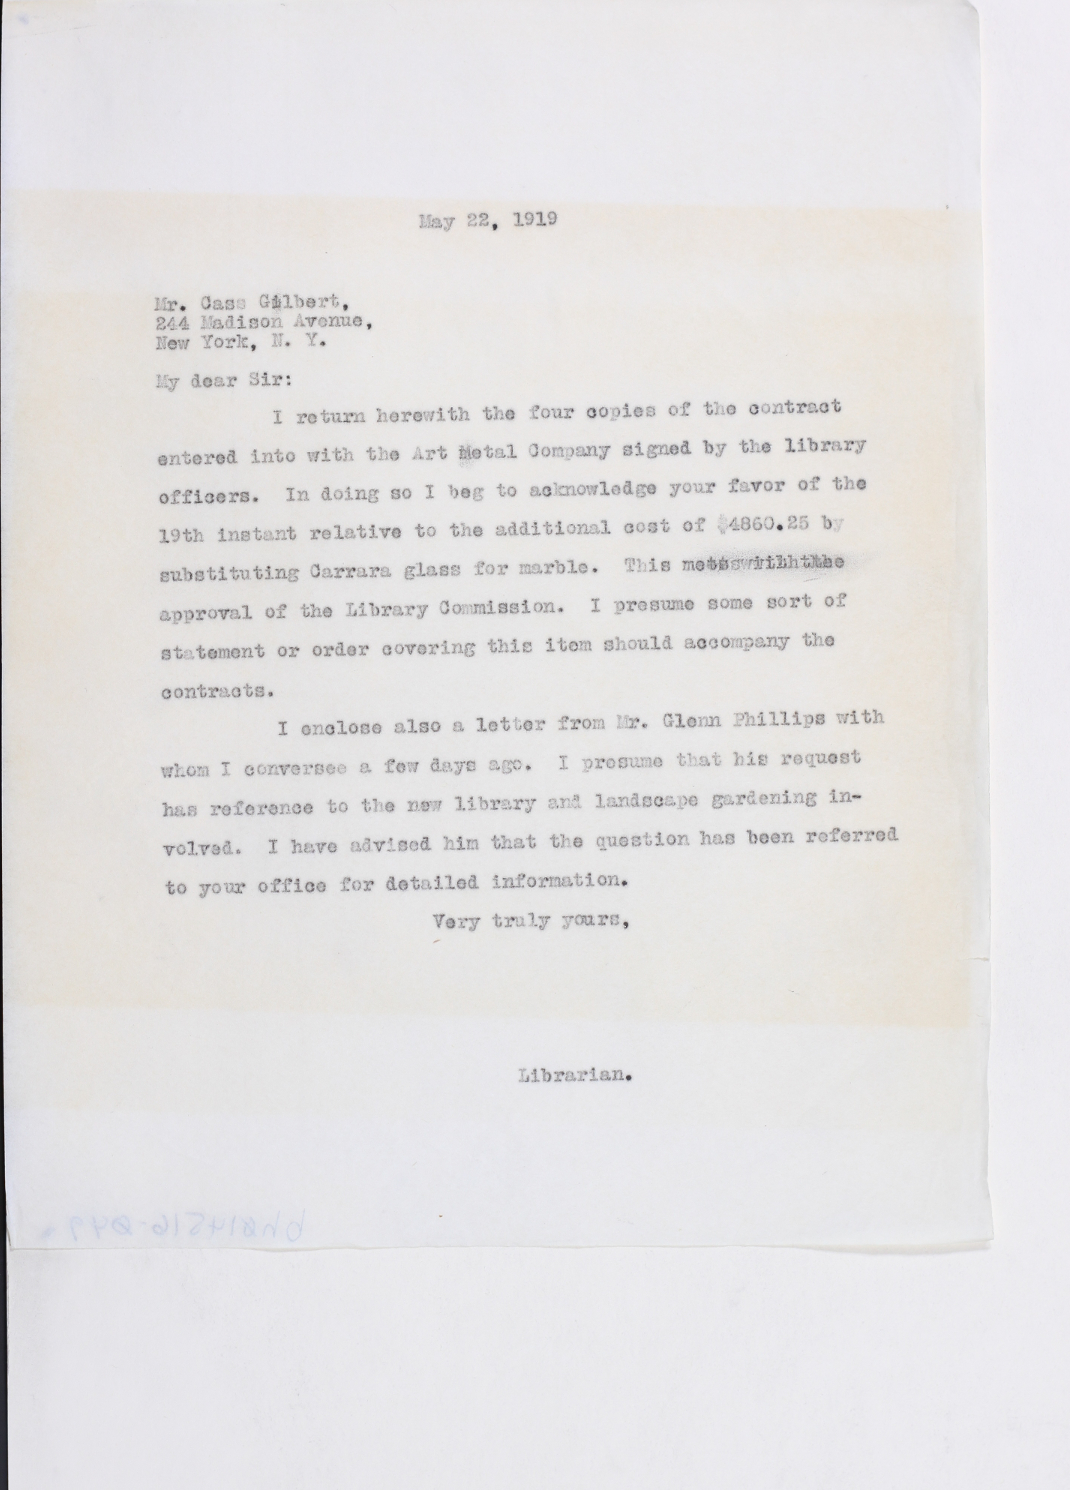 May 22, 1919
Mr. Cass Gilbert,
244 Madison Avenue,
New York, N. Y.
My dear Sir:
I return herewith the four copies of the contract
entered into with the Art Metal Company signed by the library
officers. In doing so I beg to acknowledge your favor of the
19th instant relative to the additional cost of $4860.25 by
substituting Carrara glass for marble. This meets with the
approval of the Library Commission. I presume some sort of
statement or order covering this item should accompany the
contracts.
I enclose also a letter from Mr. Glenn Phillips with
whom I conversee a few days ago. I presume that his request
has reference to the new library and landscape gardening in-
volved. I have advised him that the question has been referred
to your office for detailed information.
Very truly yours,
Librarian.